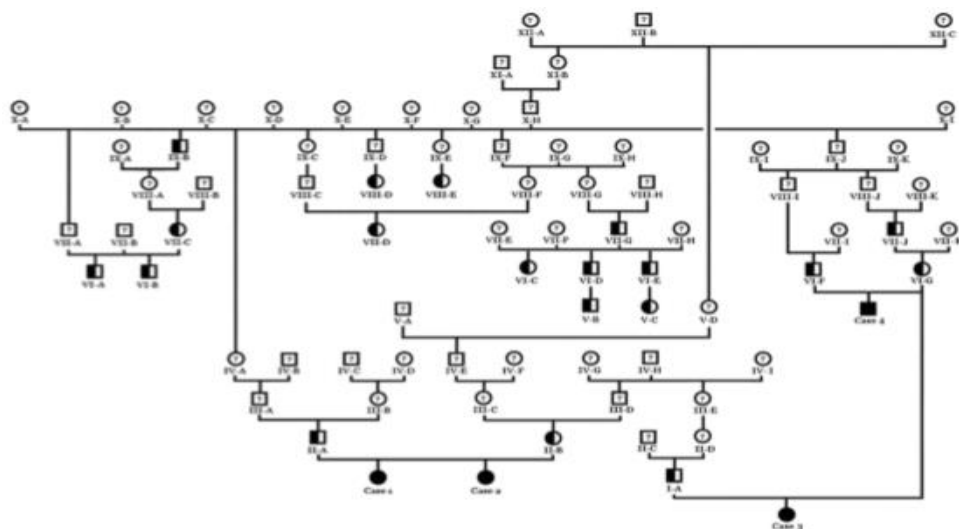 ? ? ?
XII-A XII-B XII-C
? ?
XI-A XI-B
? ? ? ? ? ? ? ? ?
X-A X-B X-C X-D X-E X-F X-G X-H X-I
? ? ? ? ? ? ? ? ? ?
IX-A IX-B IX-C IX-D IX-E IX-F IX-G IX-H IX-I IX-J IX-K
? ? ? ? ? ? ? ? ?
VIII-A VIII-B VIII-C VIII-D VIII-E VIII-F VIII-G VIII-H VIII-I VIII-J VIII-K
? ? ? ? ? ? ?
VII-A VII-B VII-C VII-D VII-E VII-F VII-G VII-H VII-I VII-J
VI-A VI-B VI-C VI-D VI-E VI-F VI-G
? ?
V-A V-B V-C V-D
Case 4
? ? ? ? ? ? ? ? ?
IV-A IV-B IV-C IV-D IV-E IV-F IV-G IV-H IV-I
? ? ? ? ?
III-A III-B III-C III-D III-E
? ?
II-A II-B II-C II-D
Case 1 Case 2 I-A
Case 3